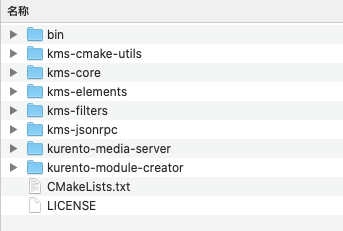 名称
bin
kms-cmake-utils
kms-core
kms-elements
kms-filters
kms-jsonrpc
kurento-media-server
kurento-module-creator
CMakeLists.txt
LICENSE